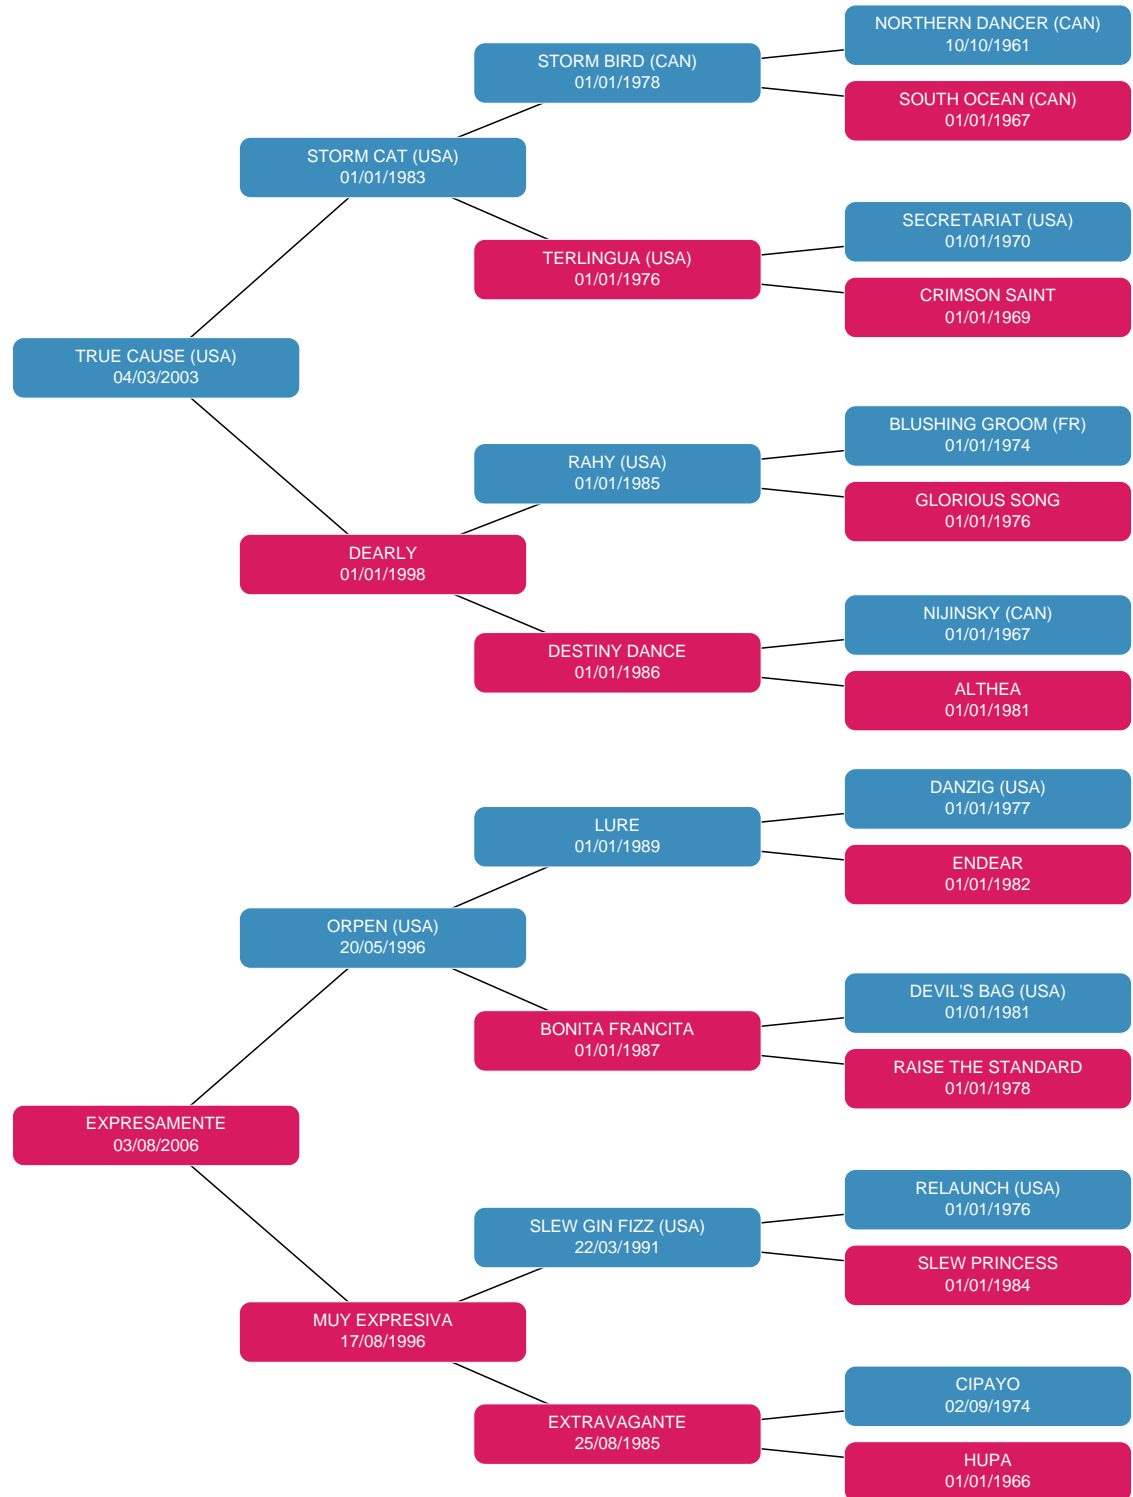 NORTHERN DANCER (CAN)
10/10/1961
STORM BIRD (CAN)
01/01/1978
SOUTH OCEAN (CAN)
01/01/1967
STORM CAT (USA)
01/01/1983
SECRETARIAT (USA)
01/01/1970
TERLINGUA (USA)
01/01/1976
CRIMSON SAINT
01/01/1969
TRUE CAUSE (USA)
04/03/2003
BLUSHING GROOM (FR)
01/01/1974
RAHY (USA)
01/01/1985
GLORIOUS SONG
01/01/1976
DEARLY
01/01/1998
NIJINSKY (CAN)
01/01/1967
DESTINY DANCE
01/01/1986
ALTHEA
01/01/1981
DANZIG (USA)
01/01/1977
LURE
01/01/1989
ENDEAR
01/01/1982
ORPEN (USA)
20/05/1996
DEVIL'S BAG (USA)
01/01/1981
BONITA FRANCITA
01/01/1987
RAISE THE STANDARD
01/01/1978
EXPRESAMENTE
03/08/2006
RELAUNCH (USA)
01/01/1976
SLEW GIN FIZZ (USA)
22/03/1991
SLEW PRINCESS
01/01/1984
MUY EXPRESIVA
17/08/1996
CIPAYO
02/09/1974
EXTRAVAGANTE
25/08/1985
HUPA
01/01/1966